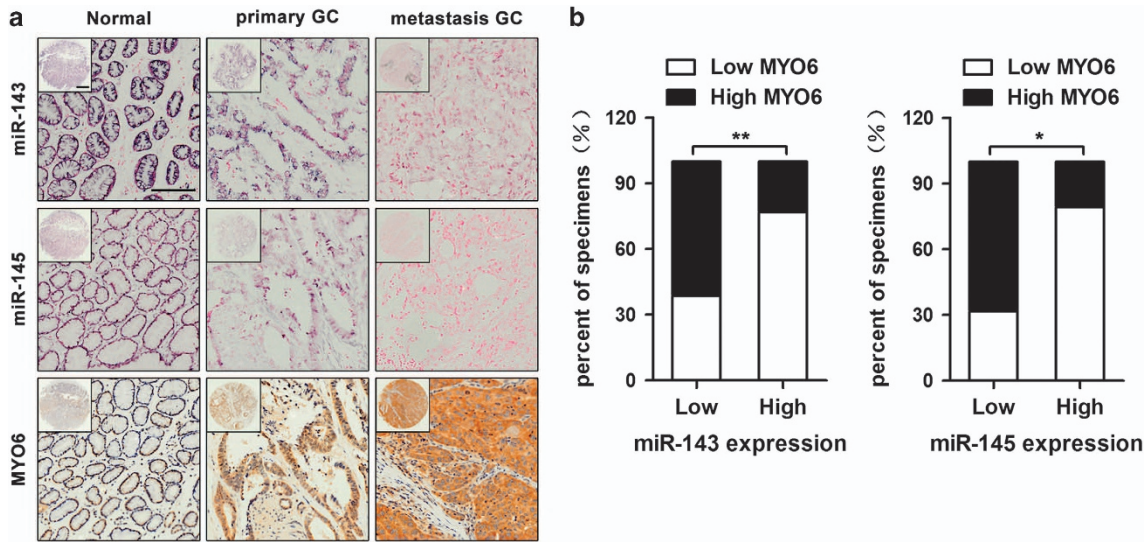 a
Normal
primary GC
metastasis GC
miR-143
miR-145
MYO6
b
Low MYO6
High MYO6
percent of specimens (%)
120
90
60
30
0
**
Low
High
miR-143 expression
Low MYO6
High MYO6
percent of specimens (%)
120
90
60
30
0
*
Low
High
miR-145 expression